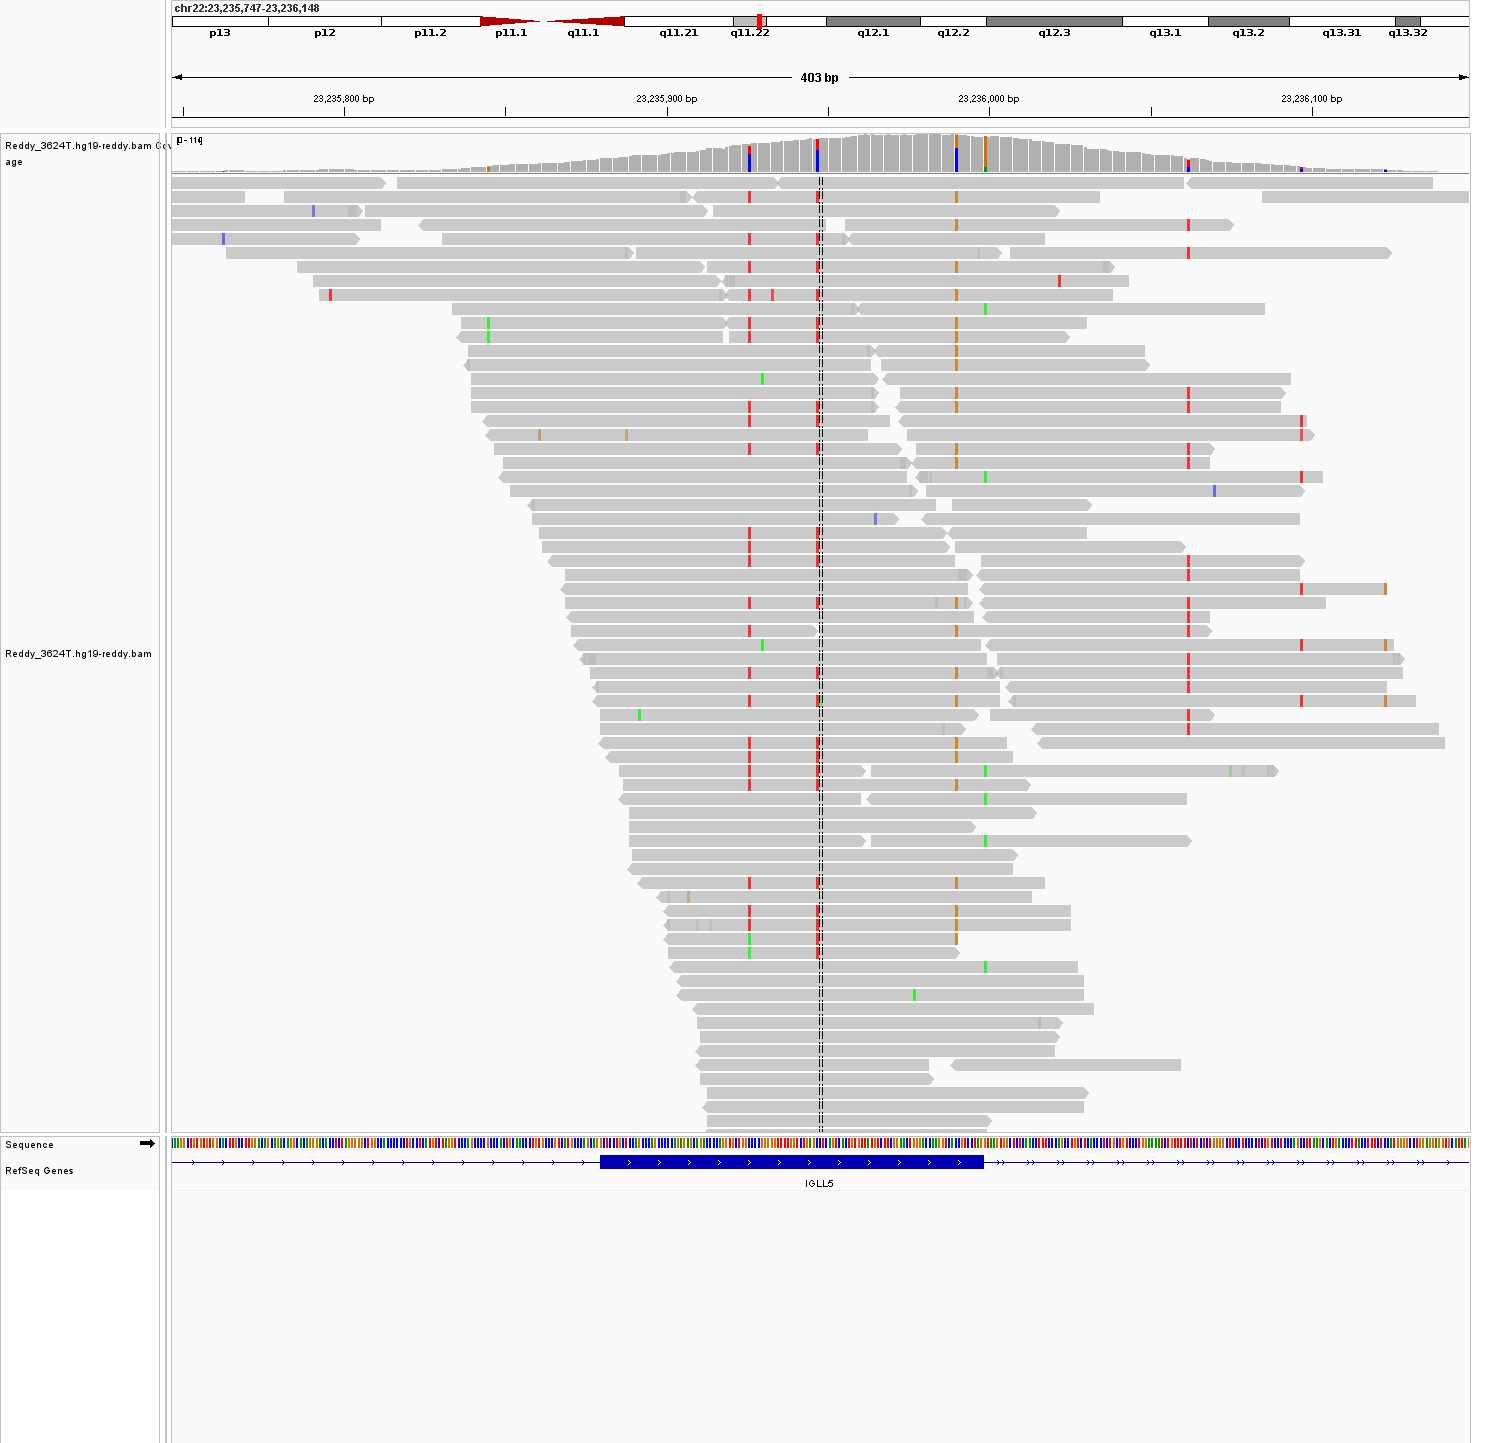 chr22:23,235,747-23,236,148
p13 p12 p11.2 p11.1 q11.1 q11.21 q11.22 q12.1 q12.2 q12.3 q13.1 q13.2 q13.31 q13.32
403 bp
23,235,800 bp 23,235,900 bp 23,236,000 bp 23,236,100 bp
Reddy_3624T.hg19-reddy.bam Cov
age
Reddy_3624T.hg19-reddy.bam
Sequence
RefSeq Genes
IGLL5